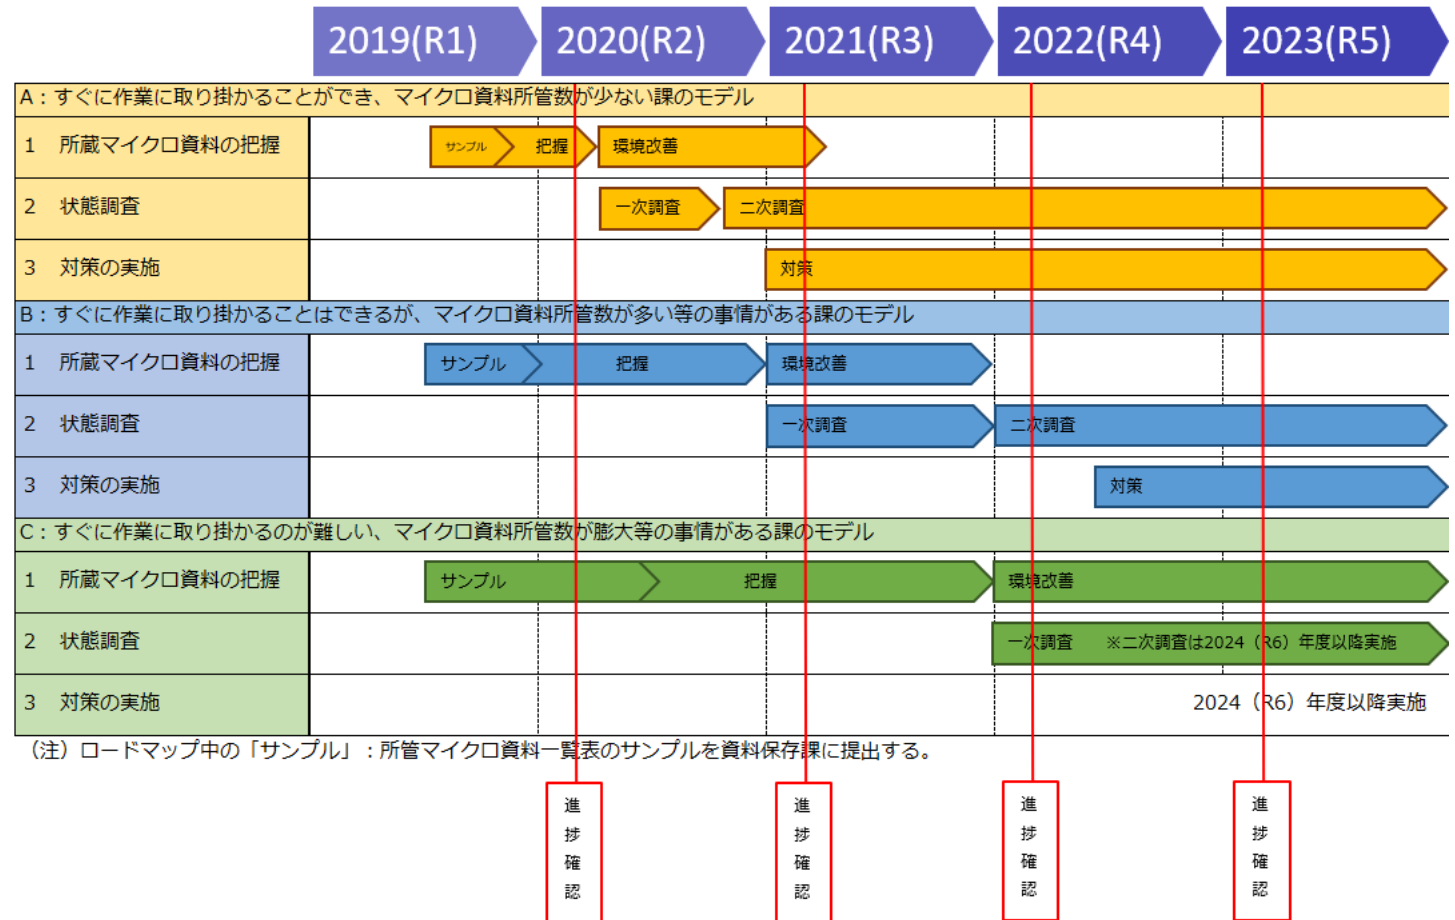 2019(R1) 2020(R2) 2021(R3) 2022(R4) 2023(R5)
A：すぐに作業に取り掛かることができ、マイクロ資料所管数が少ない課のモデル
1 所蔵マイクロ資料の把握 サンプル 把握 環境改善
2 状態調査 一次調査 二次調査
3 対策の実施 対策
B：すぐに作業に取り掛かることはできるが、マイクロ資料所管数が多い等の事情がある課のモデル
1 所蔵マイクロ資料の把握 サンプル 把握 環境改善
2 状態調査 一次調査 二次調査
3 対策の実施 対策
C：すぐに作業に取り掛かるのが難しい、マイクロ資料所管数が膨大等の事情がある課のモデル
1 所蔵マイクロ資料の把握 サンプル 把握 環境改善
2 状態調査 一次調査 ※二次調査は2024（R6）年度以降実施
3 対策の実施 2024（R6）年度以降実施
（注）ロードマップ中の「サンプル」：所管マイクロ資料一覧表のサンプルを資料保存課に提出する。
進捗確認
進捗確認
進捗確認
進捗確認